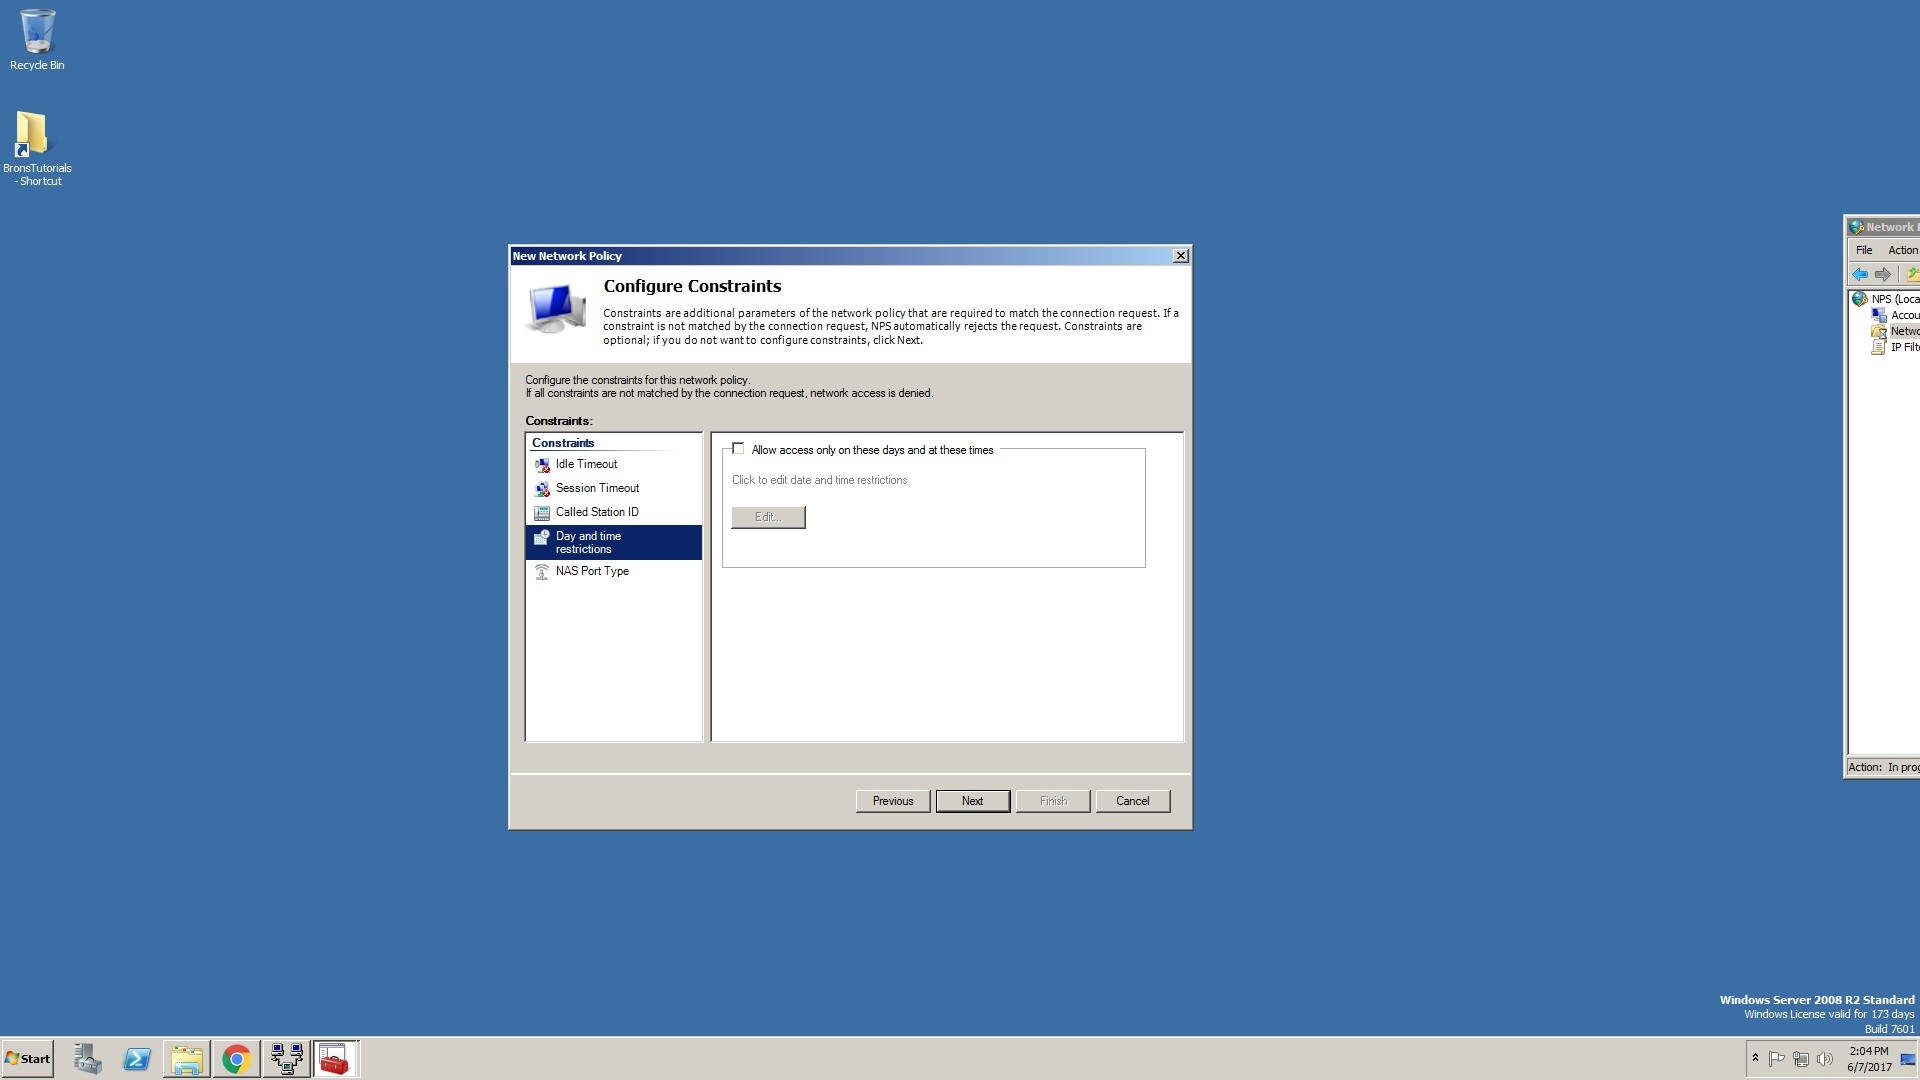 Recycle Bin
BronsTutorials
- Shortcut
New Network Policy
Configure Constraints
Constraints are additional parameters of the network policy that are required to match the connection request. If a
constraint is not matched by the connection request, NPS automatically rejects the request. Constraints are
optional; if you do not want to configure constraints, click Next.
Configure the constraints for this network policy.
If all constraints are not matched by the connection request, network access is denied.
Constraints:
Constraints
Idle Timeout
Session Timeout
Called Station ID
Day and time
restrictions
NAS Port Type
Allow access only on these days and at these times
Click to edit date and time restrictions
Edit...
Previous
Next
Finish
Cancel
Network P
File Action
NPS (Loca
Accou
Netwo
IP Filte
Action: In prog
Windows Server 2008 R2 Standard
Windows License valid for 173 days
Build 7601
Start
2:04 PM
6/7/2017